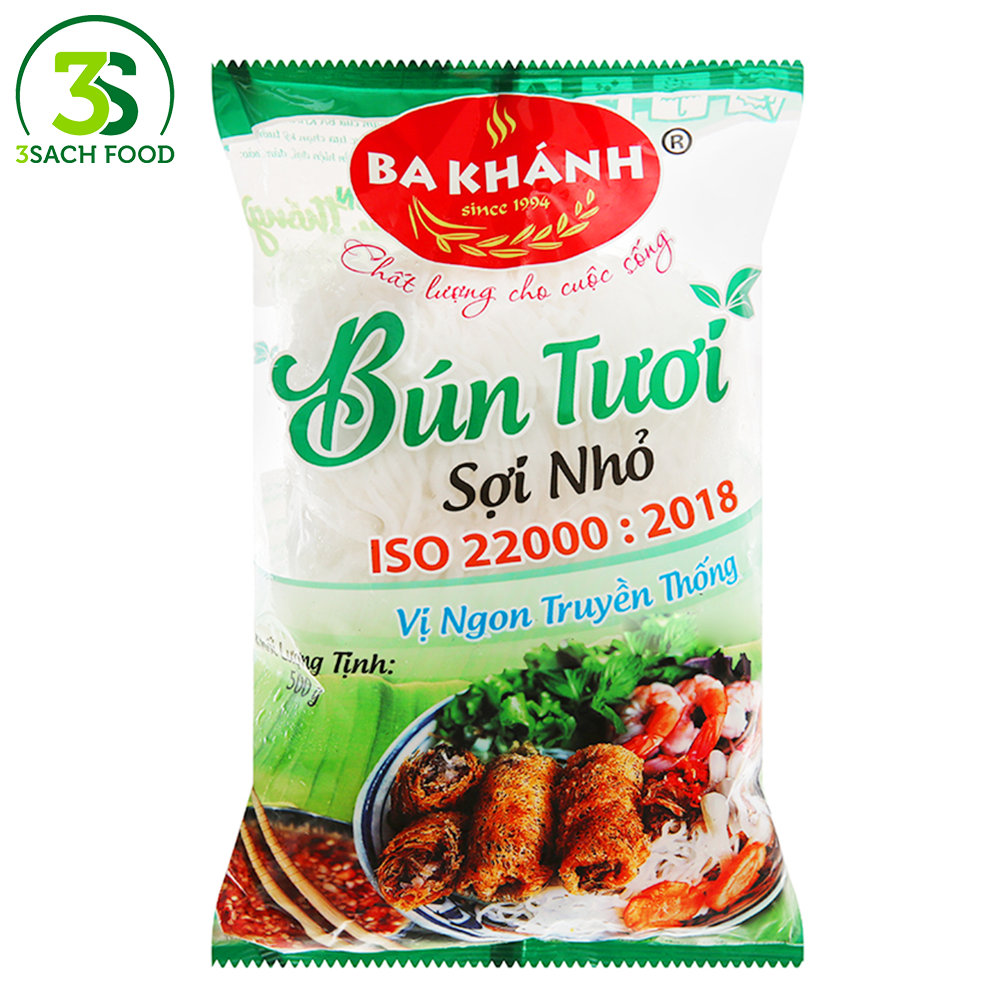 3S
3SACH FOOD
BA KHÁNH ®
since 1994
Chất lượng cho cuộc sống
Bún Tươi
Sợi Nhỏ
ISO 22000 : 2018
Vị Ngon Truyền Thống
Lượng Tịnh:
500 g